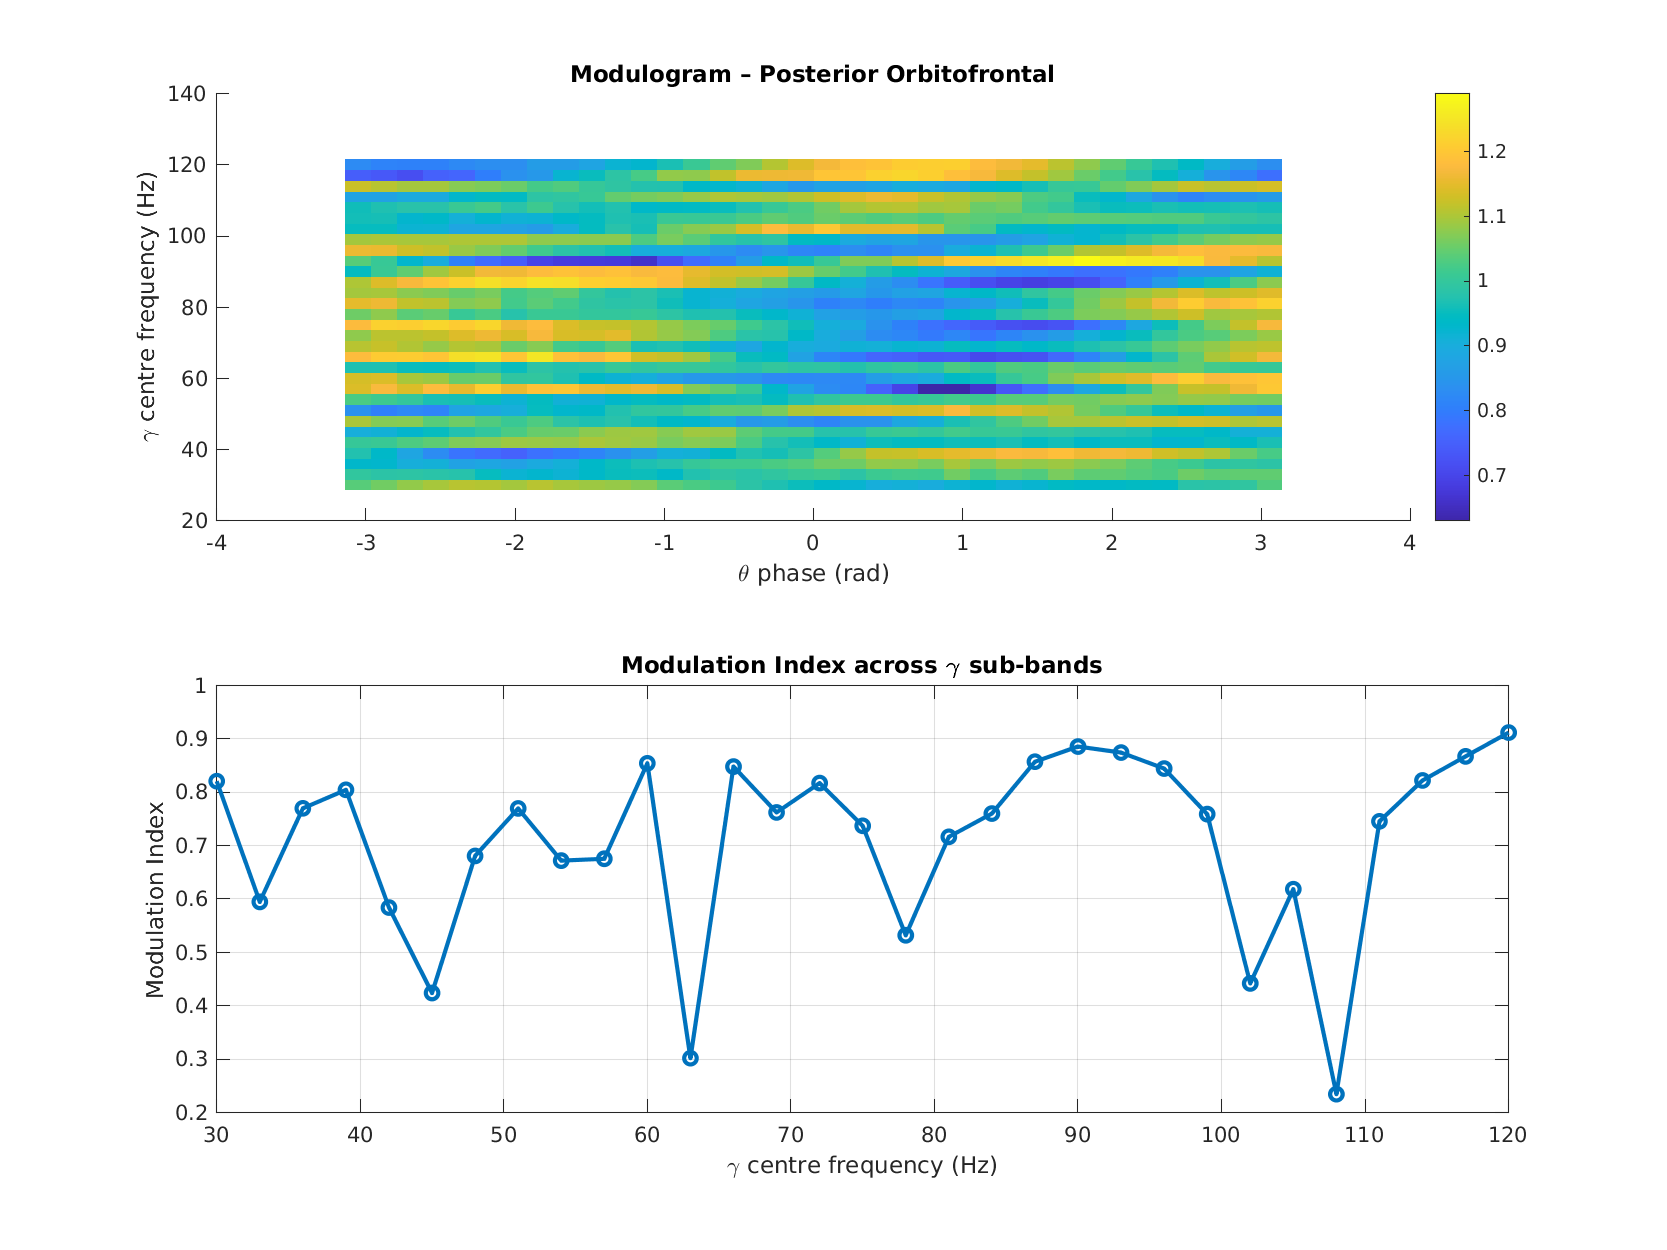 Modulogram – Posterior Orbitofrontal
140
120
100
80
60
40
20
γ centre frequency (Hz)
-4 -3 -2 -1 0 1 2 3 4
θ phase (rad)
1.2
1.1
1
0.9
0.8
0.7
Modulation Index across γ sub-bands
1
0.9
0.8
0.7
0.6
0.5
0.4
0.3
0.2
Modulation Index
30 40 50 60 70 80 90 100 110 120
γ centre frequency (Hz)